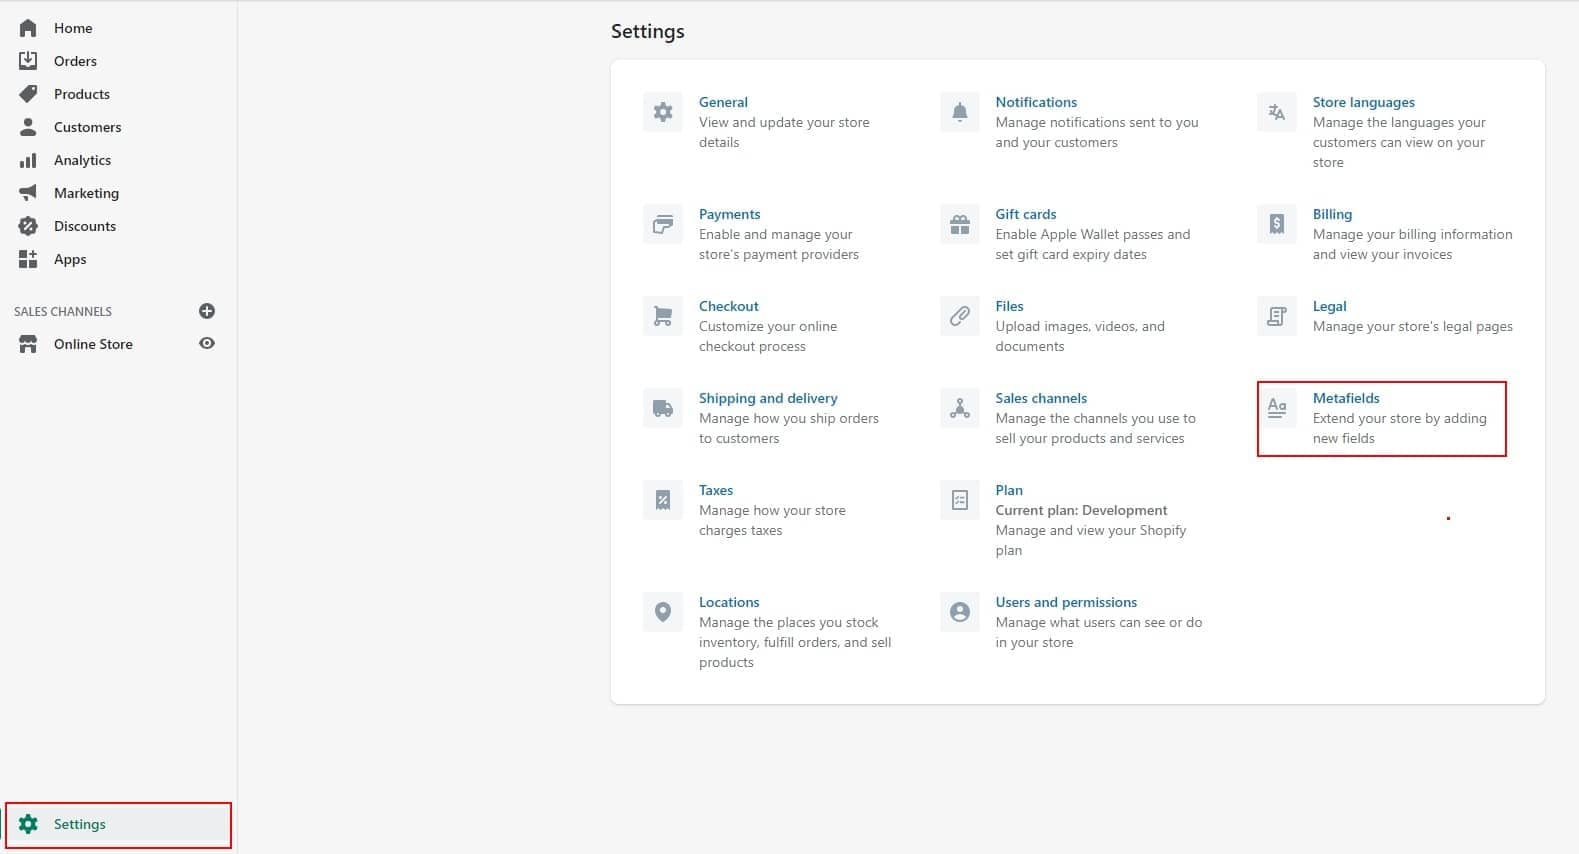 Home
Orders
Products
Customers
Analytics
Marketing
Discounts
Apps
SALES CHANNELS
Online Store
Settings
Settings
General
View and update your store
details
Notifications
Manage notifications sent to you
and your customers
Store languages
Manage the languages your
customers can view on your
store
Payments
Enable and manage your
store's payment providers
Gift cards
Enable Apple Wallet passes and
set gift card expiry dates
Billing
Manage your billing information
and view your invoices
Checkout
Customize your online
checkout process
Files
Upload images, videos, and
documents
Legal
Manage your store's legal pages
Shipping and delivery
Manage how you ship orders
to customers
Sales channels
Manage the channels you use to
sell your products and services
Aa
Metafields
Extend your store by adding
new fields
Taxes
Manage how your store
charges taxes
Plan
Current plan: Development
Manage and view your Shopify
plan
Locations
Manage the places you stock
inventory, fulfill orders, and sell
products
Users and permissions
Manage what users can see or do
in your store